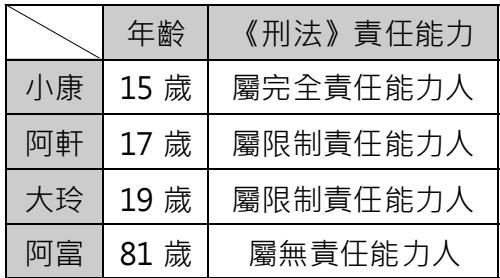 年齡 《刑法》責任能力
小康 15 歲 屬完全責任能力人
阿軒 17 歲 屬限制責任能力人
大玲 19 歲 屬限制責任能力人
阿富 81 歲 屬無責任能力人